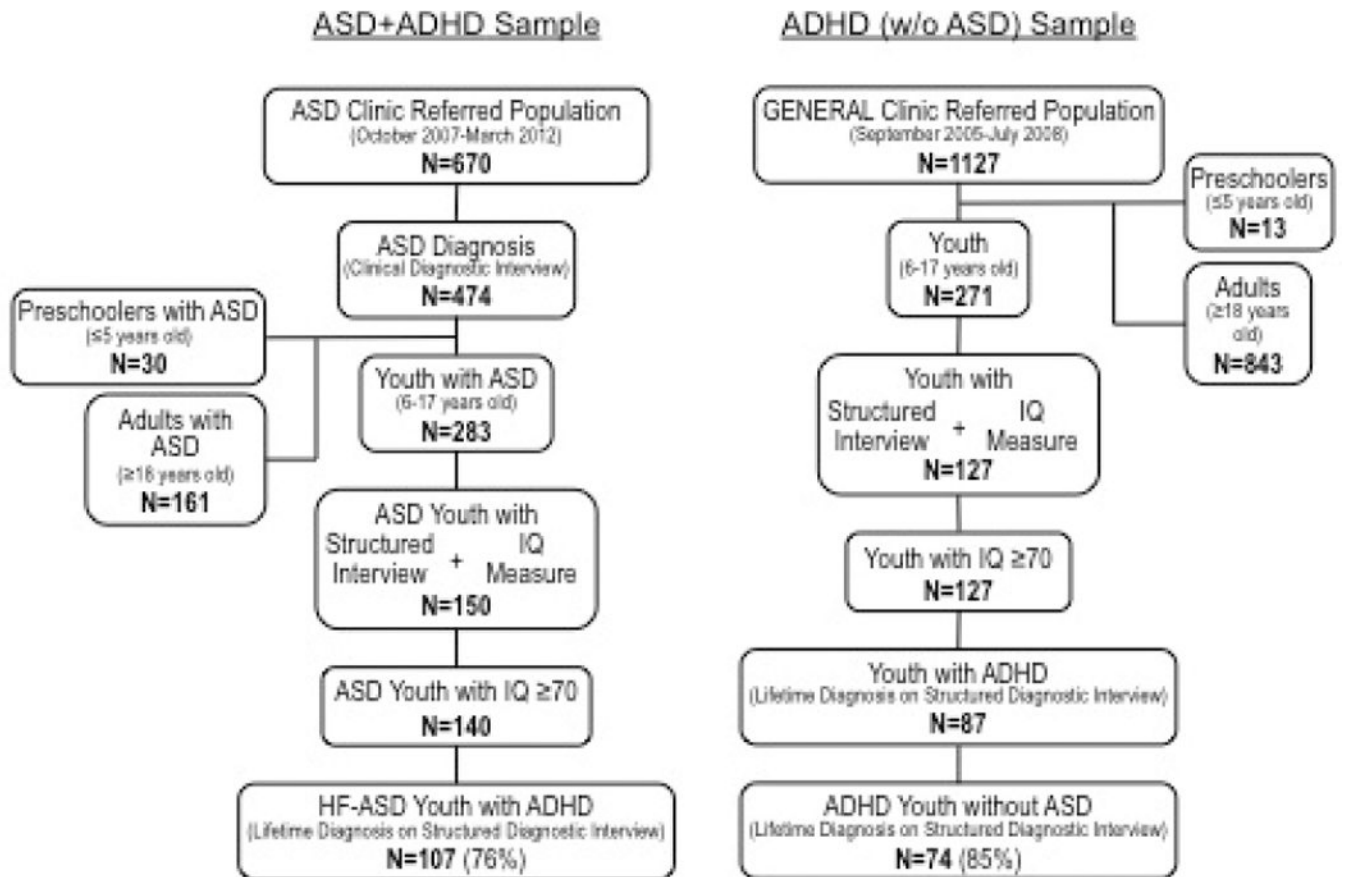 ASD+ADHD Sample
ASD Clinic Referred Population
(October 2007-March 2012)
N=670
ASD Diagnosis
(Clinical Diagnostic Interview)
N=474
Preschoolers with ASD
(≤5 years old)
N=30
Adults with
ASD
(≥18 years old)
N=161
Youth with ASD
(6-17 years old)
N=283
ASD Youth with
Structured + IQ
Interview Measure
N=150
ASD Youth with IQ ≥70
N=140
HF-ASD Youth with ADHD
(Lifetime Diagnosis on Structured Diagnostic Interview)
N=107 (76%)
ADHD (w/o ASD) Sample
GENERAL Clinic Referred Population
(September 2005-July 2008)
N=1127
Preschoolers
(≤5 years old)
N=13
Youth
(6-17 years old)
N=271
Adults
(≥18 years
old)
N=843
Youth with
Structured + IQ
Interview Measure
N=127
Youth with IQ ≥70
N=127
Youth with ADHD
(Lifetime Diagnosis on Structured Diagnostic Interview)
N=87
ADHD Youth without ASD
(Lifetime Diagnosis on Structured Diagnostic Interview)
N=74 (85%)